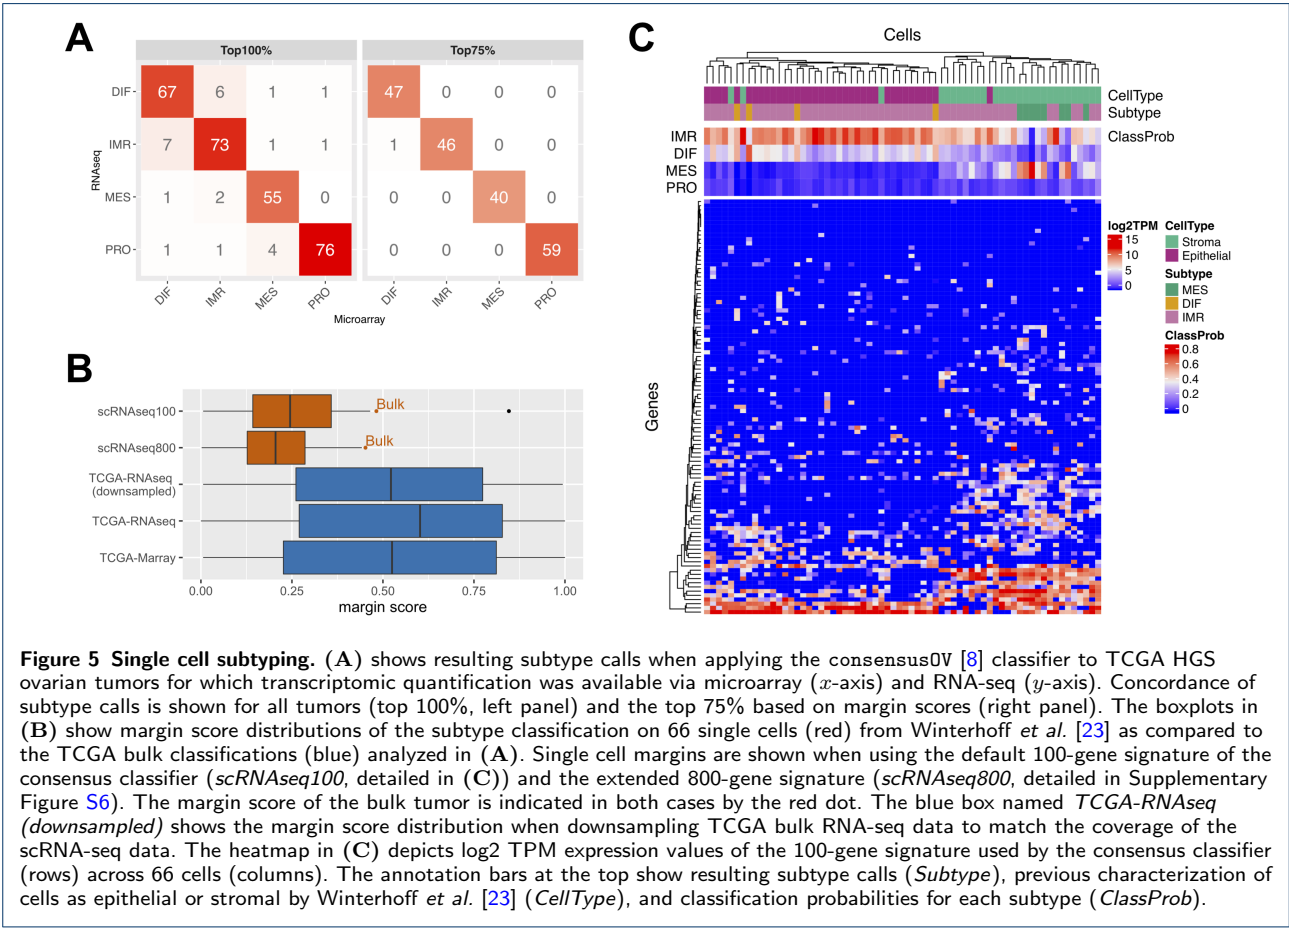 A
Top100%
Top75%
RNAseq
DIF 67 6 1 1 47 0 0 0
IMR 7 73 1 1 1 46 0 0
MES 1 2 55 0 0 0 40 0
PRO 1 1 4 76 0 0 0 59
DIF IMR MES PRO DIF IMR MES PRO
Microarray
B
scRNAseq100
Bulk
scRNAseq800
Bulk
TCGA-RNAseq
(downsampled)
TCGA-RNAseq
TCGA-Marray
0.00 0.25 0.50 0.75 1.00
margin score
C
Cells
CellType
Subtype
IMR
DIF
MES
PRO
ClassProb
Genes
log2TPM
15
10
5
0
CellType
Stroma
Epithelial
Subtype
MES
DIF
IMR
ClassProb
0.8
0.6
0.4
0.2
0
Figure 5 Single cell subtyping. (A) shows resulting subtype calls when applying the consensusOV [8] classifier to TCGA HGS
ovarian tumors for which transcriptomic quantification was available via microarray (x-axis) and RNA-seq (y-axis). Concordance of
subtype calls is shown for all tumors (top 100%, left panel) and the top 75% based on margin scores (right panel). The boxplots in
(B) show margin score distributions of the subtype classification on 66 single cells (red) from Winterhoff et al. [23] as compared to
the TCGA bulk classifications (blue) analyzed in (A). Single cell margins are shown when using the default 100-gene signature of the
consensus classifier (scRNAseq100, detailed in (C)) and the extended 800-gene signature (scRNAseq800, detailed in Supplementary
Figure S6). The margin score of the bulk tumor is indicated in both cases by the red dot. The blue box named TCGA-RNAseq
(downsampled) shows the margin score distribution when downsampling TCGA bulk RNA-seq data to match the coverage of the
scRNA-seq data. The heatmap in (C) depicts log2 TPM expression values of the 100-gene signature used by the consensus classifier
(rows) across 66 cells (columns). The annotation bars at the top show resulting subtype calls (Subtype), previous characterization of
cells as epithelial or stromal by Winterhoff et al. [23] (CellType), and classification probabilities for each subtype (ClassProb).